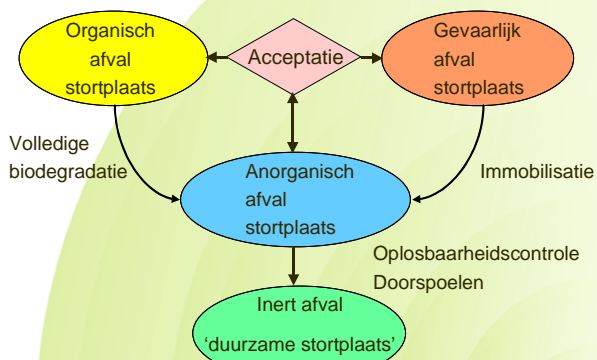 Organisch
afval
stortplaats
Acceptatie
Gevaarlijk
afval
stortplaats
Volledige
biodegradatie
Anorganisch
afval
stortplaats
Immobilisatie
Oplosbaarheidscontrole
Doorspoelen
Inert afval
'duurzame stortplaats'